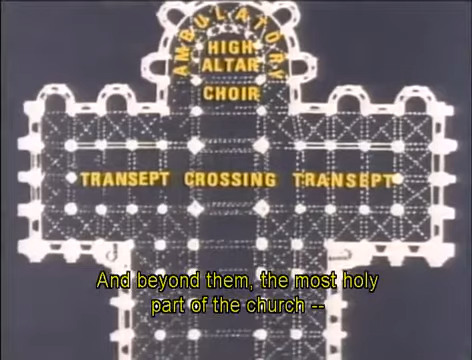 AMBULATORY
HIGH
ALTAR
CHOIR
TRANSEPT CROSSING TRANSEPT
And beyond them, the most holy
part of the church --